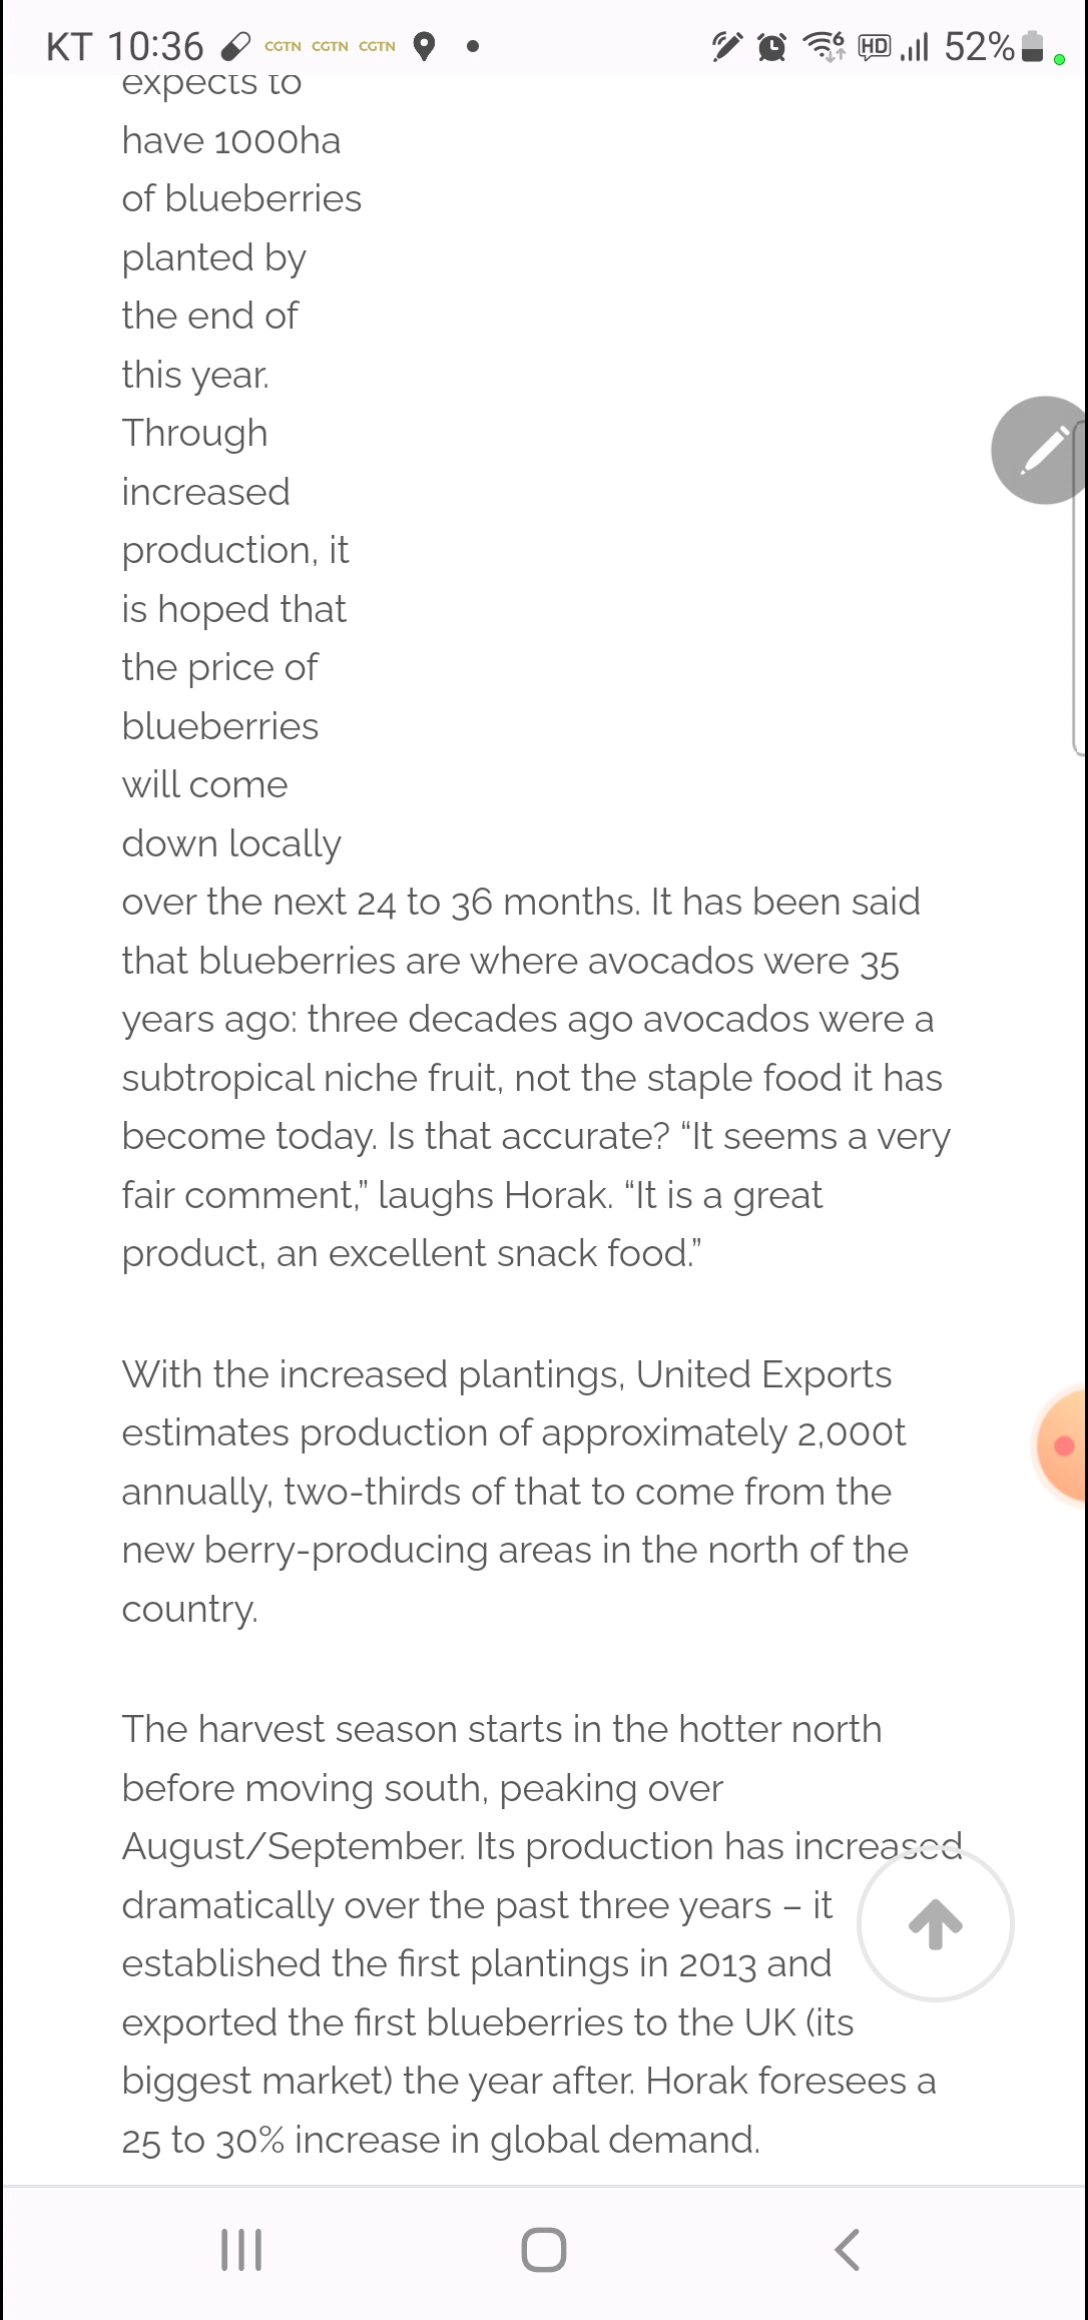 KT 10:36 CGTN CGTN CGTN HD 52%
expects to
have 1000ha
of blueberries
planted by
the end of
this year.
Through
increased
production, it
is hoped that
the price of
blueberries
will come
down locally
over the next 24 to 36 months. It has been said
that blueberries are where avocados were 35
years ago: three decades ago avocados were a
subtropical niche fruit, not the staple food it has
become today. Is that accurate? “It seems a very
fair comment,” laughs Horak. “It is a great
product, an excellent snack food.”
With the increased plantings, United Exports
estimates production of approximately 2,000t
annually, two-thirds of that to come from the
new berry-producing areas in the north of the
country.
The harvest season starts in the hotter north
before moving south, peaking over
August/September. Its production has increased
dramatically over the past three years – it
established the first plantings in 2013 and
exported the first blueberries to the UK (its
biggest market) the year after. Horak foresees a
25 to 30% increase in global demand.